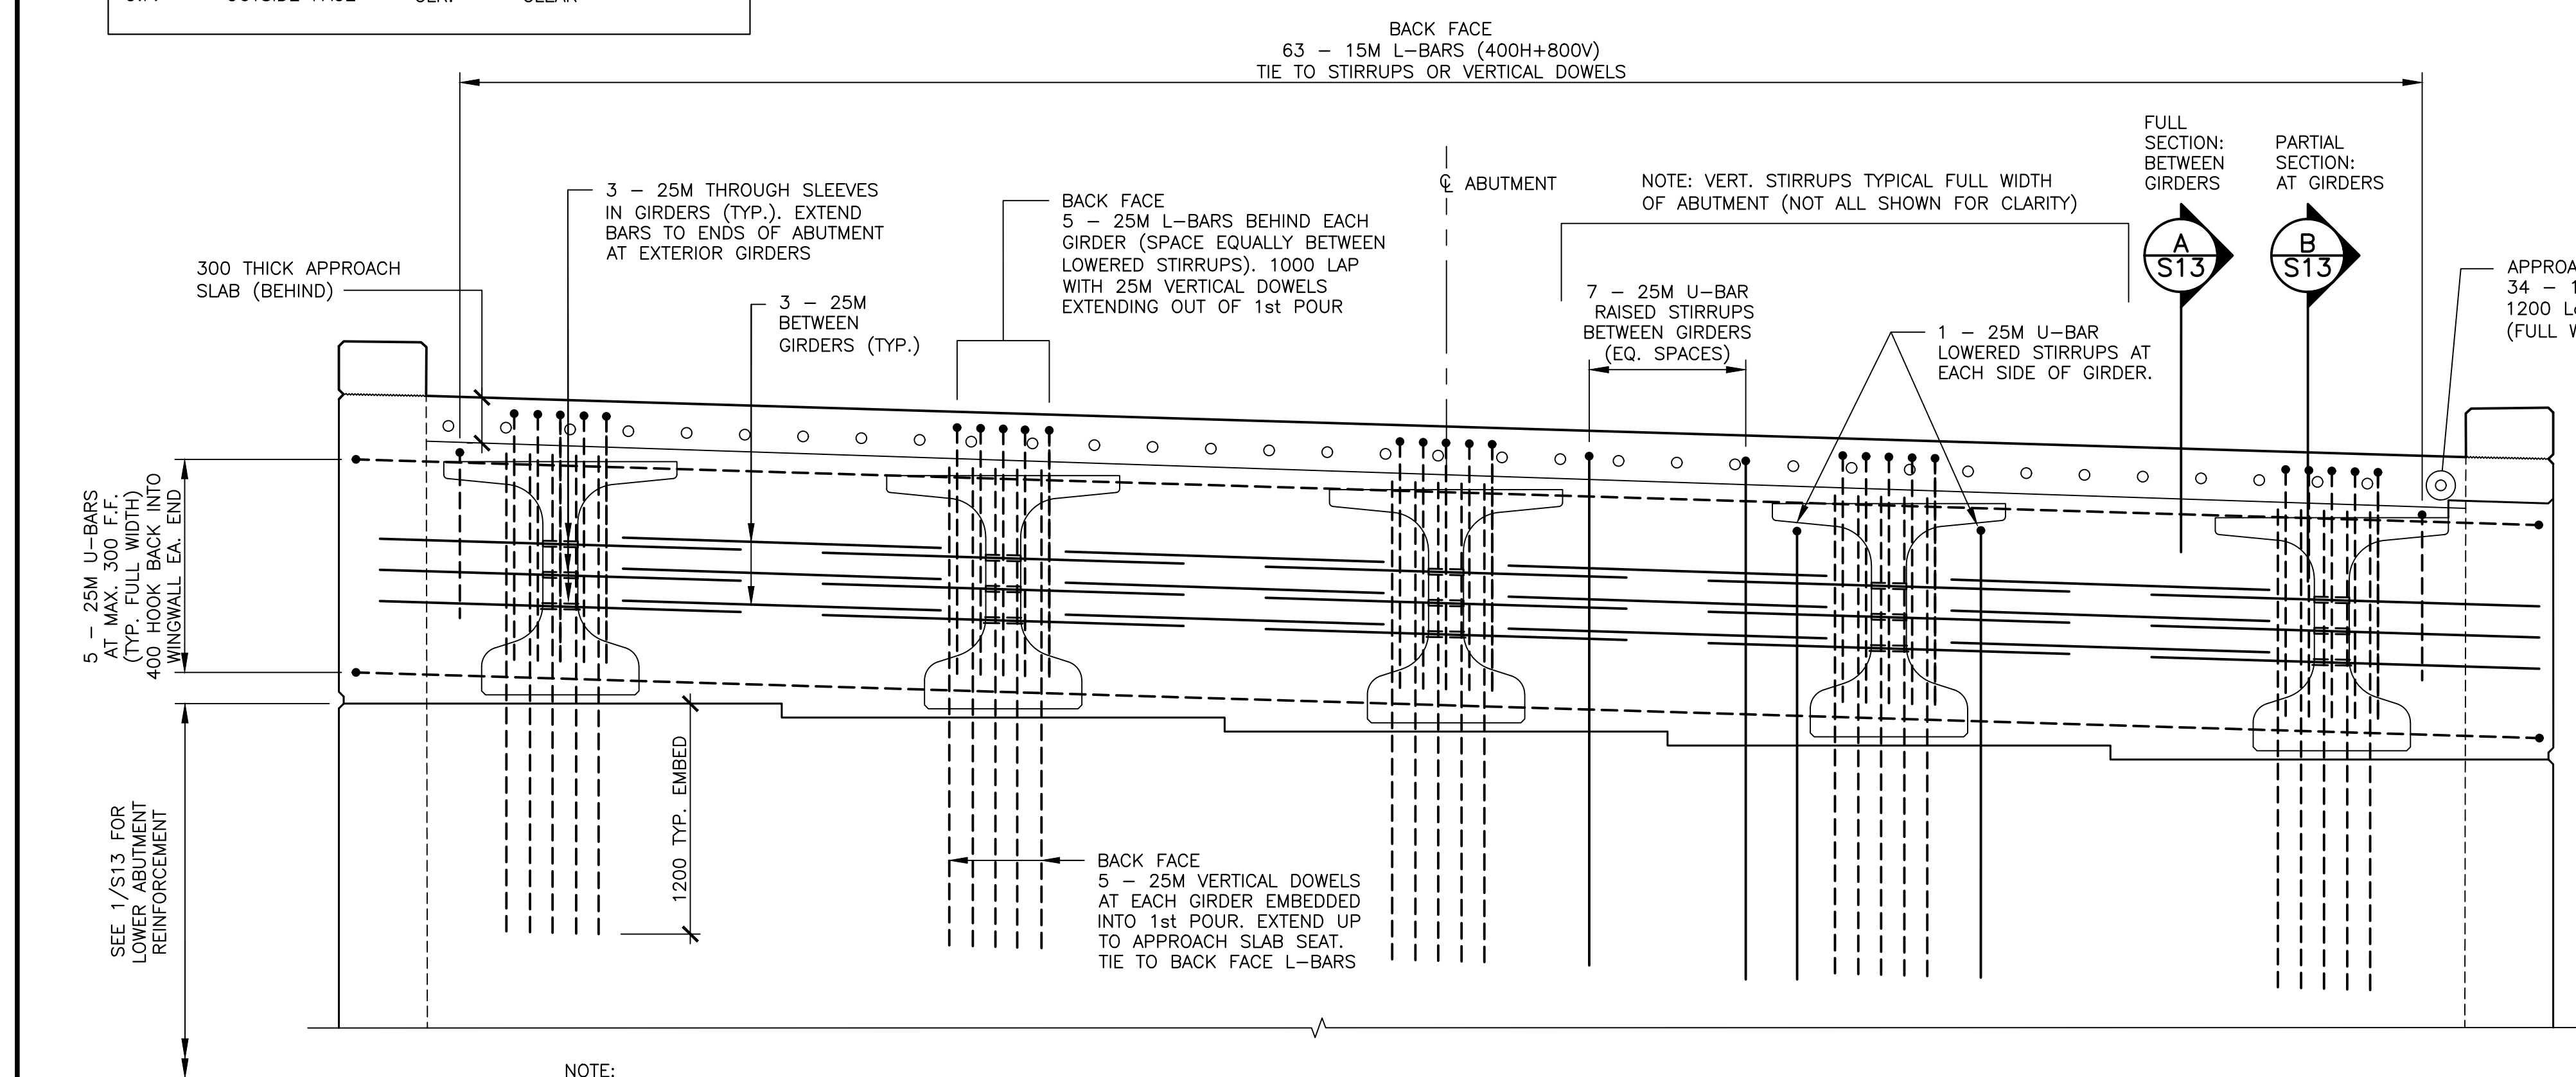 BACK FACE
63 – 15M L–BARS (400H+800V)
TIE TO STIRRUPS OR VERTICAL DOWELS
FULL
SECTION:
BETWEEN
GIRDERS
PARTIAL
SECTION:
AT GIRDERS
A
S13
B
S13
3 – 25M THROUGH SLEEVES
IN GIRDERS (TYP.). EXTEND
BARS TO ENDS OF ABUTMENT
AT EXTERIOR GIRDERS
BACK FACE
5 – 25M L–BARS BEHIND EACH
GIRDER (SPACE EQUALLY BETWEEN
LOWERED STIRRUPS). 1000 LAP
WITH 25M VERTICAL DOWELS
EXTENDING OUT OF 1st POUR
℄ ABUTMENT
NOTE: VERT. STIRRUPS TYPICAL FULL WIDTH
OF ABUTMENT (NOT ALL SHOWN FOR CLARITY)
300 THICK APPROACH
SLAB (BEHIND)
3 – 25M
BETWEEN
GIRDERS (TYP.)
7 – 25M U–BAR
RAISED STIRRUPS
BETWEEN GIRDERS
(EQ. SPACES)
1 – 25M U–BAR
LOWERED STIRRUPS AT
EACH SIDE OF GIRDER.
34 – 1
1200
(FULL
5 – 25M U–BARS
AT MAX. 300 F.F.
(TYP. FULL WIDTH)
400 HOOK BACK INTO
WINGWALL EA. END
SEE 1/S13 FOR
LOWER ABUTMENT
REINFORCEMENT
1200 TYP. EMBED
BACK FACE
5 – 25M VERTICAL DOWELS
AT EACH GIRDER EMBEDDED
INTO 1st POUR. EXTEND UP
TO APPROACH SLAB SEAT.
TIE TO BACK FACE L–BARS
NOTE: